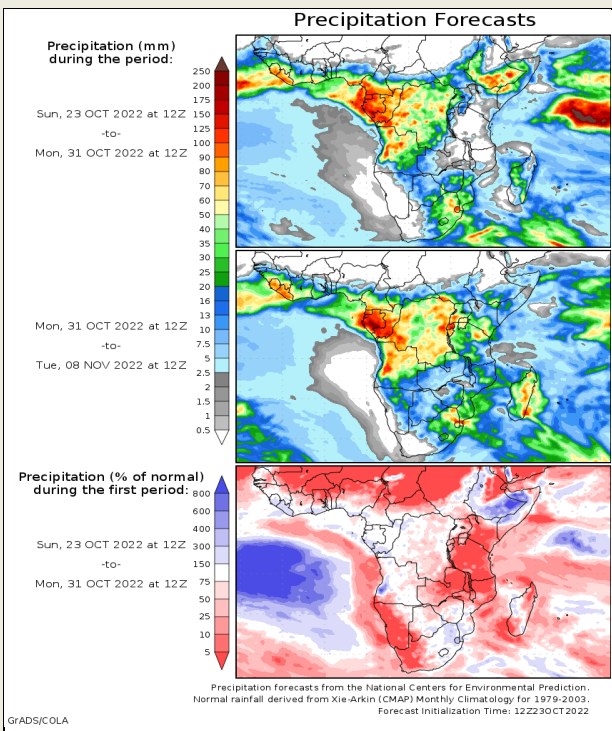 Precipitation Forecasts
Precipitation (mm)
during the period:
250
200
175
150
125
100
90
80
70
60
50
40
35
30
25
20
16
13
10
7.5
5
2.5
2
1.5
1
0.5
Sun, 23 OCT 2022 at 12Z
-to-
Mon, 31 OCT 2022 at 12Z
Mon, 31 OCT 2022 at 12Z
-to-
Tue, 08 NOV 2022 at 12Z
Precipitation (% of normal)
during the first period:
800
600
400
300
150
75
50
25
10
5
Sun, 23 OCT 2022 at 12Z
-to-
Mon, 31 OCT 2022 at 12Z
Precipitation forecasts from the National Centers for Environmental Prediction.
Normal rainfall derived from Xie-Arkin (CMAP) Monthly Climatology for 1979-2003.
Forecast Initialization Time: 12Z23OCT2022
GrADS/COLA